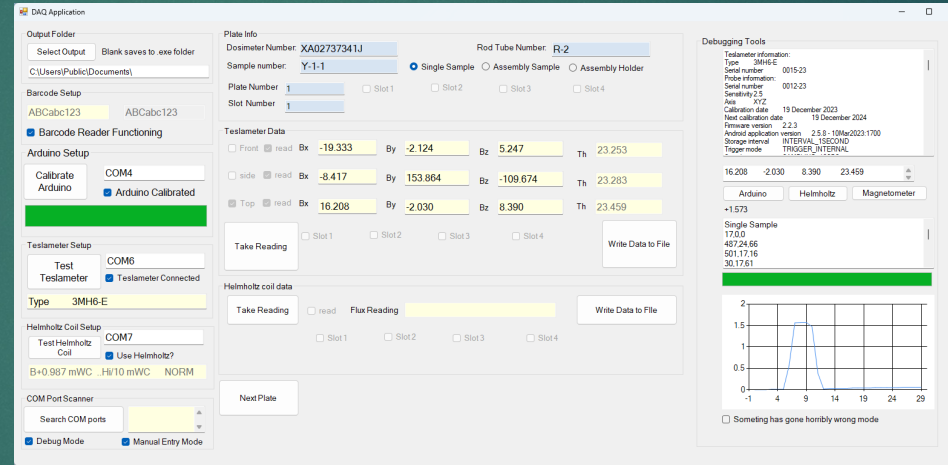 DAQ Application
Output Folder
Select Output
Blank saves to .exe folder
C:\Users\Public\Documents\
Barcode Setup
ABCabc123
ABCabc123
Barcode Reader Functioning
Arduino Setup
Calibrate
Arduino
COM4
Arduino Calibrated
Teslameter Setup
Test
Teslameter
COM6
Teslameter Connected
Type 3MH6-E
Helmholtz Coil Setup
Test Helmholtz
Coil
COM7
Use Helmholtz?
B+0.987 mWC ..Hi/10 mWC NORM
COM Port Scanner
Search COM ports
Debug Mode
Manual Entry Mode
Plate Info
Dosimeter Number: XA02737341J
Rod Tube Number: R-2
Sample number: Y-1-1
Single Sample
Assembly Sample
Assembly Holder
Plate Number 1
Slot 1
Slot 2
Slot 3
Slot 4
Slot Number 1
Teslameter Data
Front read Bx -19.333 By -2.124 Bz 5.247 Th 23.253
side read Bx -8.417 By 153.864 Bz -109.674 Th 23.283
Top read Bx 16.208 By -2.030 Bz 8.390 Th 23.459
Take Reading
Slot 1
Slot 2
Slot 3
Slot 4
Write Data to File
Helmholtz coil data
Take Reading
read
Flux Reading
Write Data to FIle
Slot 1
Slot 2
Slot 3
Slot 4
Next Plate
Debugging Tools
Teslameter information:
Type 3MH6-E
Serial number 0015-23
Probe information:
Serial number 0012-23
Sensitivity 2.5
Axis XYZ
Calibration date 19 December 2023
Next calibration date 19 December 2024
Firmware version 2.2.3
Android application version 2.5.8 - 10Mar2023:1700
Storage interval INTERVAL_1SECOND
Trigger mode TRIGGER_INTERNAL
16.208 -2.030 8.390 23.459
Arduino
Helmholtz
Magnetometer
+1.573
Single Sample
17,0,0
487,24,66
501,17,16
30,17,61
2
1.5
1
0.5
0
-1 4 9 14 19 24 29
Someting has gone horribly wrong mode